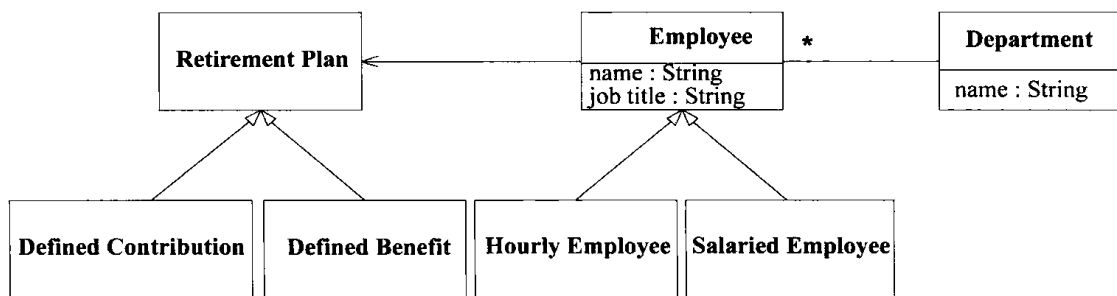 Retirement Plan
Employee
name : String
job title : String
*
Department
name : String
Defined Contribution
Defined Benefit
Hourly Employee
Salaried Employee